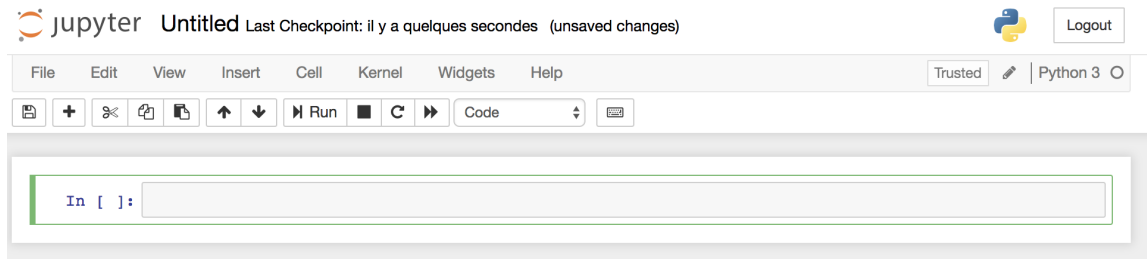 jupyter Untitled Last Checkpoint: il y a quelques secondes (unsaved changes) Logout
File Edit View Insert Cell Kernel Widgets Help Trusted Python 3
Run Code
In [ ]: